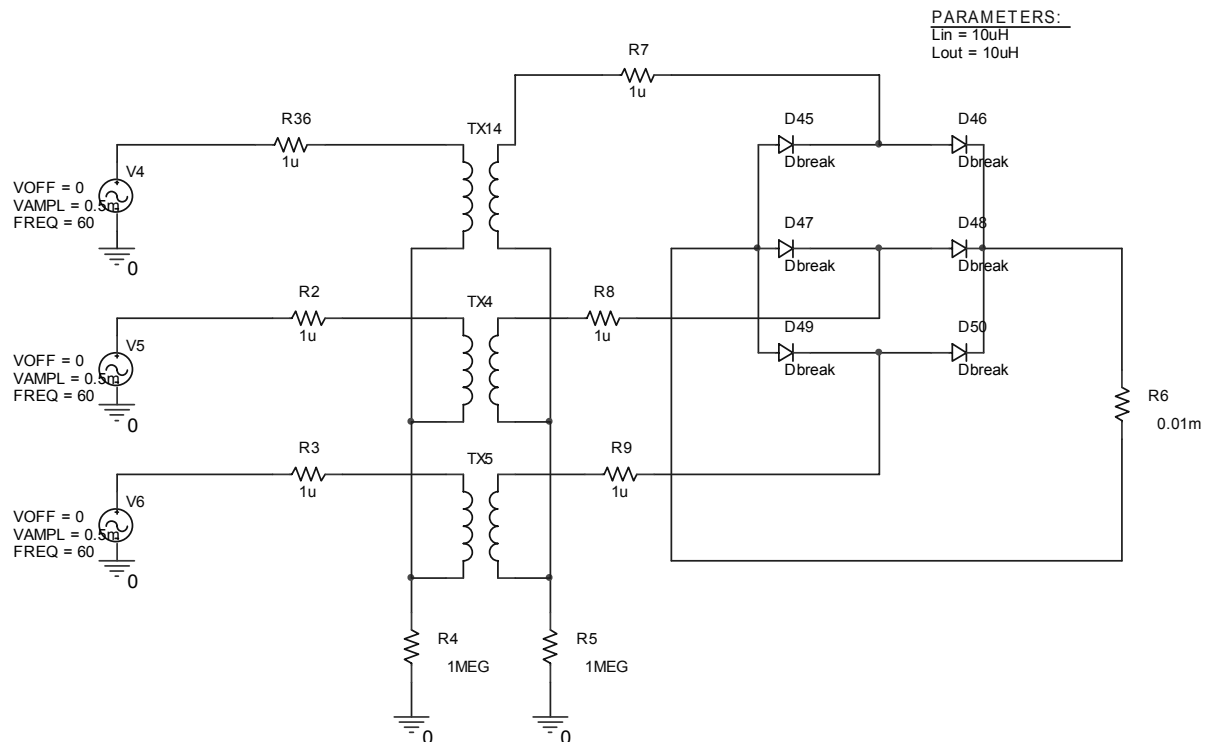 PARAMETERS:
Lin = 10uH
Lout = 10uH
R7
1u
R36
1u
TX14
D45
Dbreak
D46
Dbreak
V4
VOFF = 0
VAMPL = 0.5m
FREQ = 60
0
D47
Dbreak
D48
Dbreak
R2
1u
TX4
R8
1u
D49
Dbreak
D50
Dbreak
V5
VOFF = 0
VAMPL = 0.5m
FREQ = 60
0
R6
0.01m
R3
1u
TX5
R9
1u
V6
VOFF = 0
VAMPL = 0.5m
FREQ = 60
0
R4
1MEG
R5
1MEG
0
0